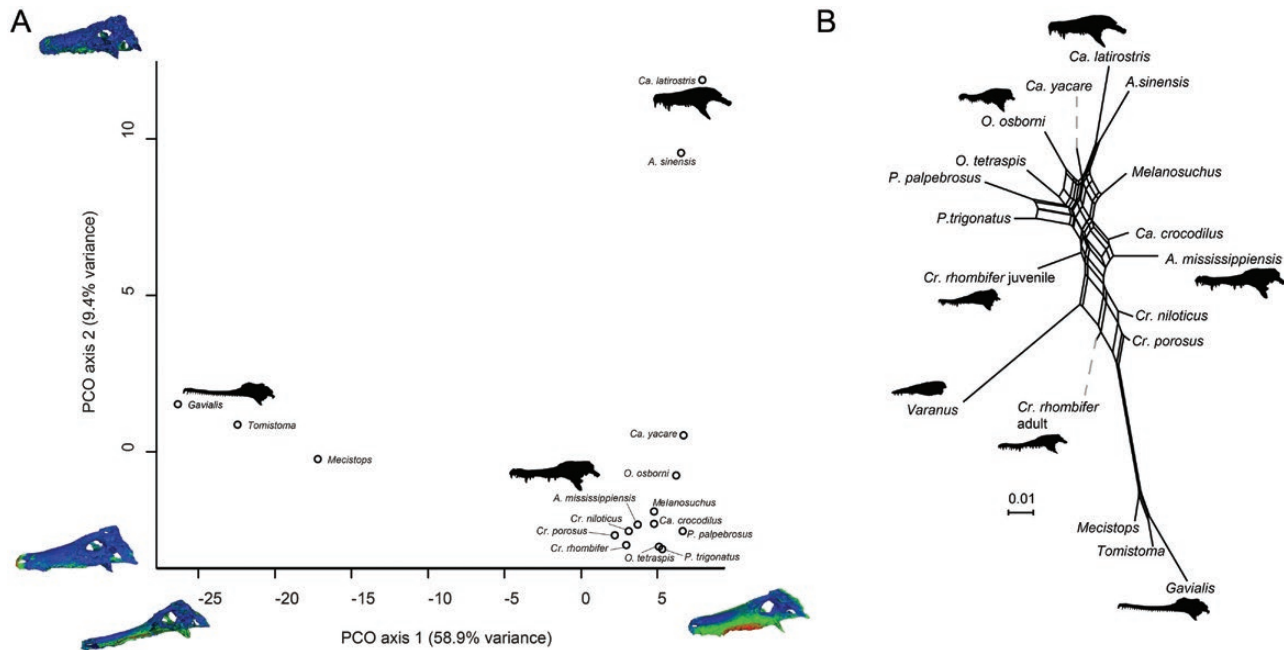 A
10
5
0
PCO axis 2 (9.4% variance)
Ca. latirostris
A. sinensis
Gavialis
Tomistoma
Mecistops
Ca. yacare
O. osborni
A. mississippiensis
Melanosuchus
Cr. niloticus
Ca. crocodilus
Cr. porosus
P. palpebrosus
Cr. rhombifer
O. tetraspis
P. trigonatus
-25 -20 -15 -10 -5 0 5
PCO axis 1 (58.9% variance)
B
Ca. latirostris
Ca. yacare
A.sinensis
O. osborni
O. tetraspis
Melanosuchus
P. palpebrosus
P.trigonatus
Ca. crocodilus
A. mississippiensis
Cr. rhombifer juvenile
Cr. niloticus
Cr. porosus
Varanus
Cr. rhombifer
adult
0.01
Mecistops
Tomistoma
Gavialis